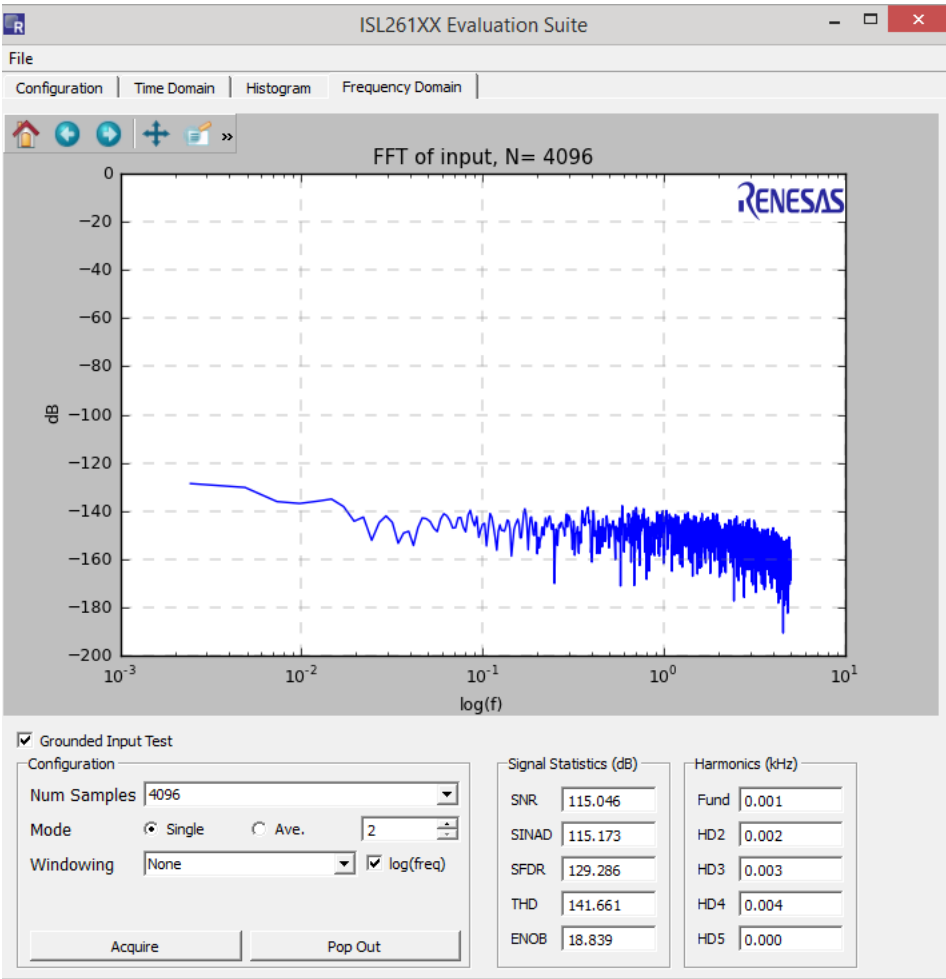 ISL261XX Evaluation Suite
File
Configuration Time Domain Histogram Frequency Domain
»
FFT of input, N= 4096
RENESAS
0
−20
−40
−60
−80
−100
−120
−140
−160
−180
−200
dB
10⁻³ 10⁻² 10⁻¹ 10⁰ 10¹
log(f)
Grounded Input Test
Configuration
Num Samples 4096
Mode Single Ave. 2
Windowing None log(freq)
Acquire Pop Out
Signal Statistics (dB)
SNR 115.046
SINAD 115.173
SFDR 129.286
THD 141.661
ENOB 18.839
Harmonics (kHz)
Fund 0.001
HD2 0.002
HD3 0.003
HD4 0.004
HD5 0.000